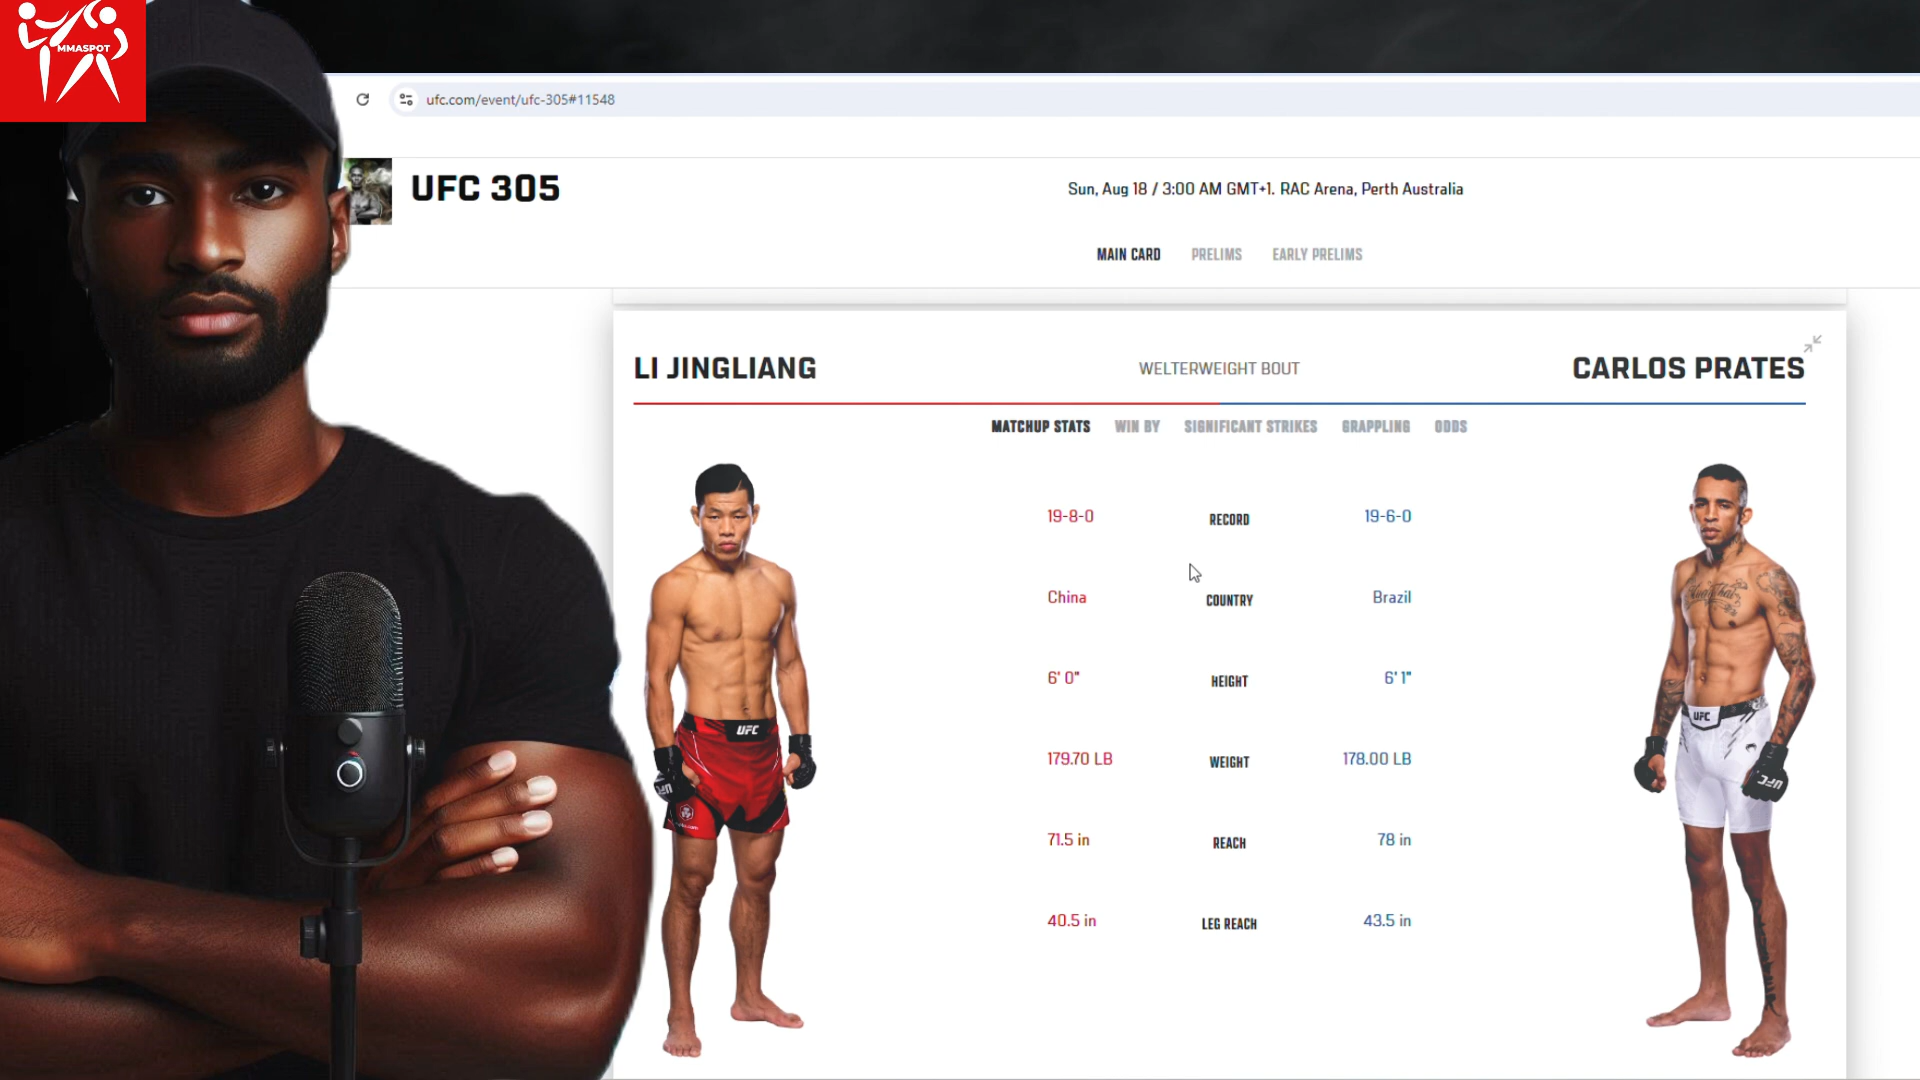 MMASPOT
ufc.com/event/ufc-305#11548
UFC 305
Sun, Aug 18 / 3:00 AM GMT+1. RAC Arena, Perth Australia
MAIN CARD PRELIMS EARLY PRELIMS
LI JINGLIANG WELTERWEIGHT BOUT CARLOS PRATES
MATCHUP STATS WIN BY SIGNIFICANT STRIKES GRAPPLING ODDS
19-8-0 RECORD 19-6-0
China COUNTRY Brazil
6' 0" HEIGHT 6' 1"
179.70 LB WEIGHT 178.00 LB
71.5 in REACH 78 in
40.5 in LEG REACH 43.5 in
UFC
UFC
UFC
UFC